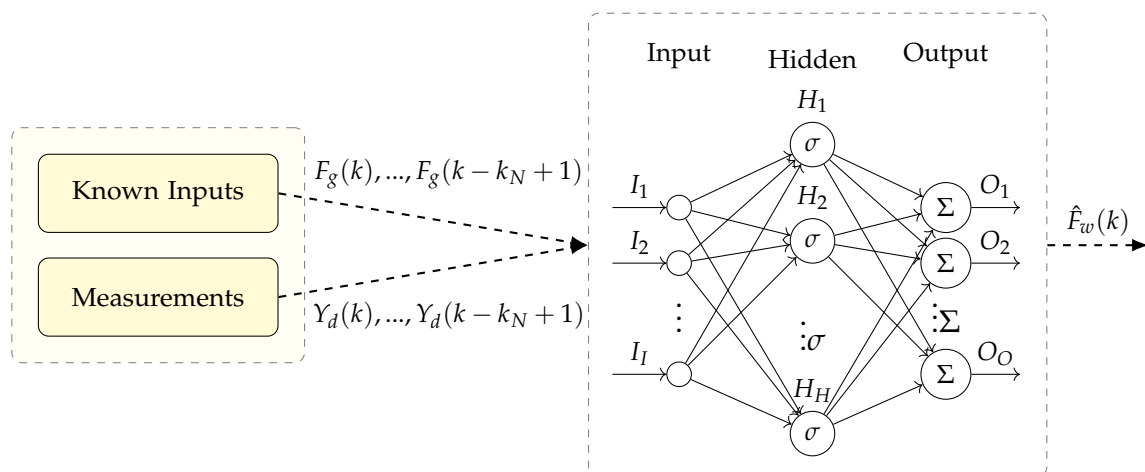 Known Inputs
Measurements
F_g(k), ..., F_g(k − k_N + 1)
Y_d(k), ..., Y_d(k − k_N + 1)
Input
Hidden
Output
I_1
I_2
⋮
I_I
H_1
σ
H_2
σ
⋮σ
H_H
σ
Σ
O_1
Σ
O_2
⋮Σ
Σ
O_O
F̂_w(k)